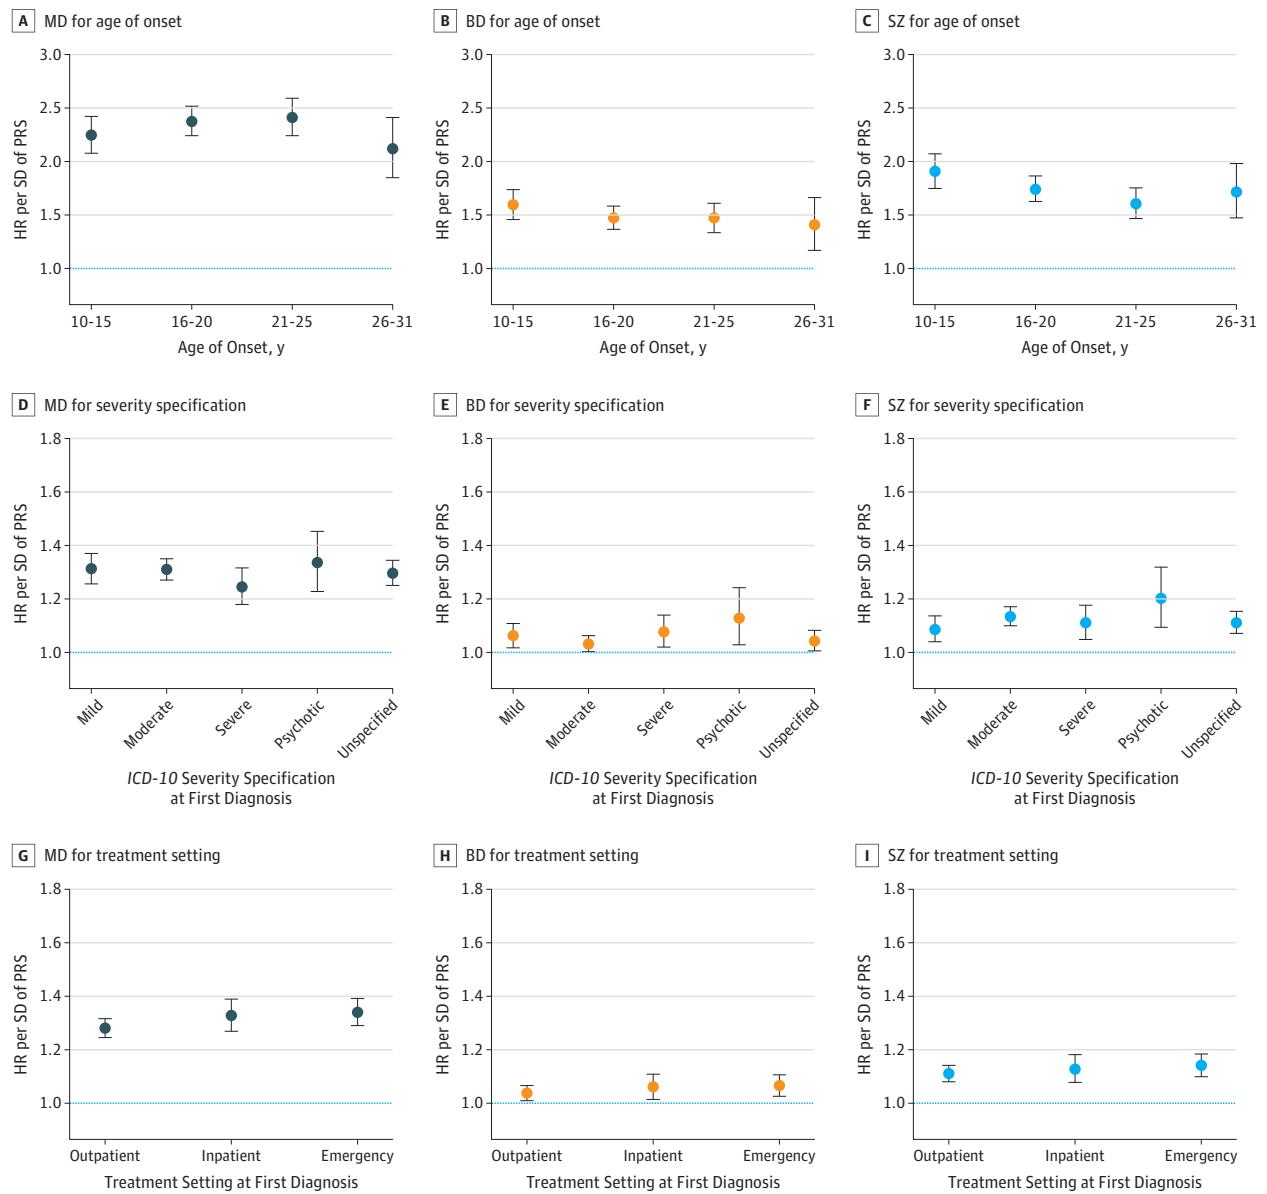 A MD for age of onset
3.0
2.5
2.0
1.5
1.0
HR per SD of PRS
10-15 16-20 21-25 26-31
Age of Onset, y
B BD for age of onset
3.0
2.5
2.0
1.5
1.0
HR per SD of PRS
10-15 16-20 21-25 26-31
Age of Onset, y
C SZ for age of onset
3.0
2.5
2.0
1.5
1.0
HR per SD of PRS
10-15 16-20 21-25 26-31
Age of Onset, y
D MD for severity specification
1.8
1.6
1.4
1.2
1.0
HR per SD of PRS
Mild Moderate Severe Psychotic Unspecified
ICD-10 Severity Specification
at First Diagnosis
E BD for severity specification
1.8
1.6
1.4
1.2
1.0
HR per SD of PRS
Mild Moderate Severe Psychotic Unspecified
ICD-10 Severity Specification
at First Diagnosis
F SZ for severity specification
1.8
1.6
1.4
1.2
1.0
HR per SD of PRS
Mild Moderate Severe Psychotic Unspecified
ICD-10 Severity Specification
at First Diagnosis
G MD for treatment setting
1.8
1.6
1.4
1.2
1.0
HR per SD of PRS
Outpatient Inpatient Emergency
Treatment Setting at First Diagnosis
H BD for treatment setting
1.8
1.6
1.4
1.2
1.0
HR per SD of PRS
Outpatient Inpatient Emergency
Treatment Setting at First Diagnosis
I SZ for treatment setting
1.8
1.6
1.4
1.2
1.0
HR per SD of PRS
Outpatient Inpatient Emergency
Treatment Setting at First Diagnosis